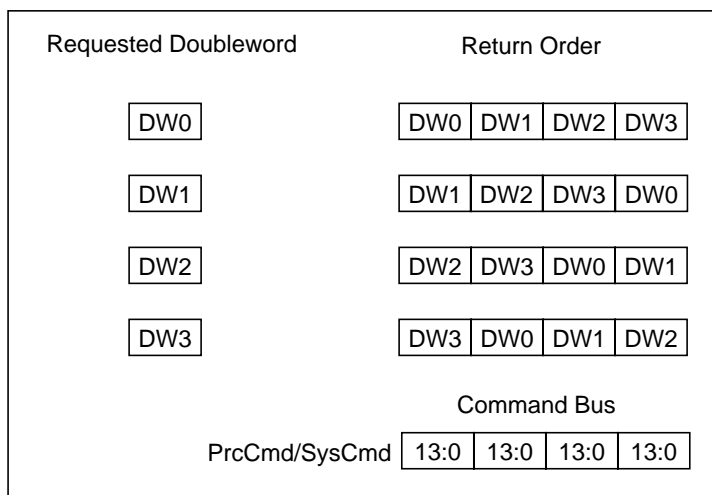 Requested Doubleword Return Order
DW0 DW0 DW1 DW2 DW3
DW1 DW1 DW2 DW3 DW0
DW2 DW2 DW3 DW0 DW1
DW3 DW3 DW0 DW1 DW2
Command Bus
PrcCmd/SysCmd 13:0 13:0 13:0 13:0